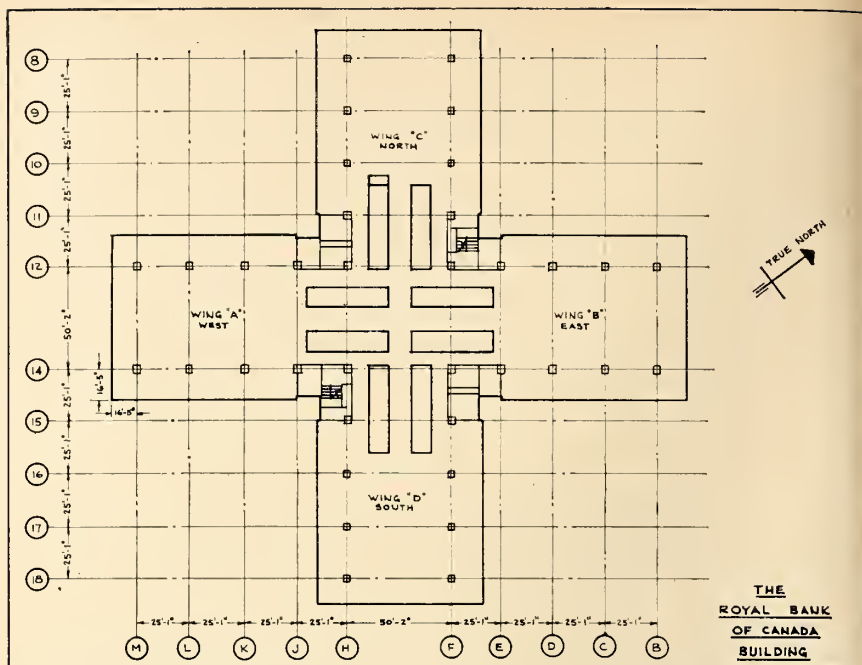 8
25'-1"
9
25'-1"
10
25'-1"
11
25'-1"
12
50'-2"
14
25'-1"
15
25'-1"
16
25'-1"
17
25'-1"
18
WING "C"
NORTH
WING "A"
WEST
WING "B"
EAST
WING "D"
SOUTH
16'-5"
16'-5"
TRUE NORTH
25'-1"
25'-1"
25'-1"
25'-1"
50'-2"
25'-1"
25'-1"
25'-1"
25'-1"
M
L
K
J
H
F
E
D
C
B
THE
ROYAL BANK
OF CANADA
BUILDING